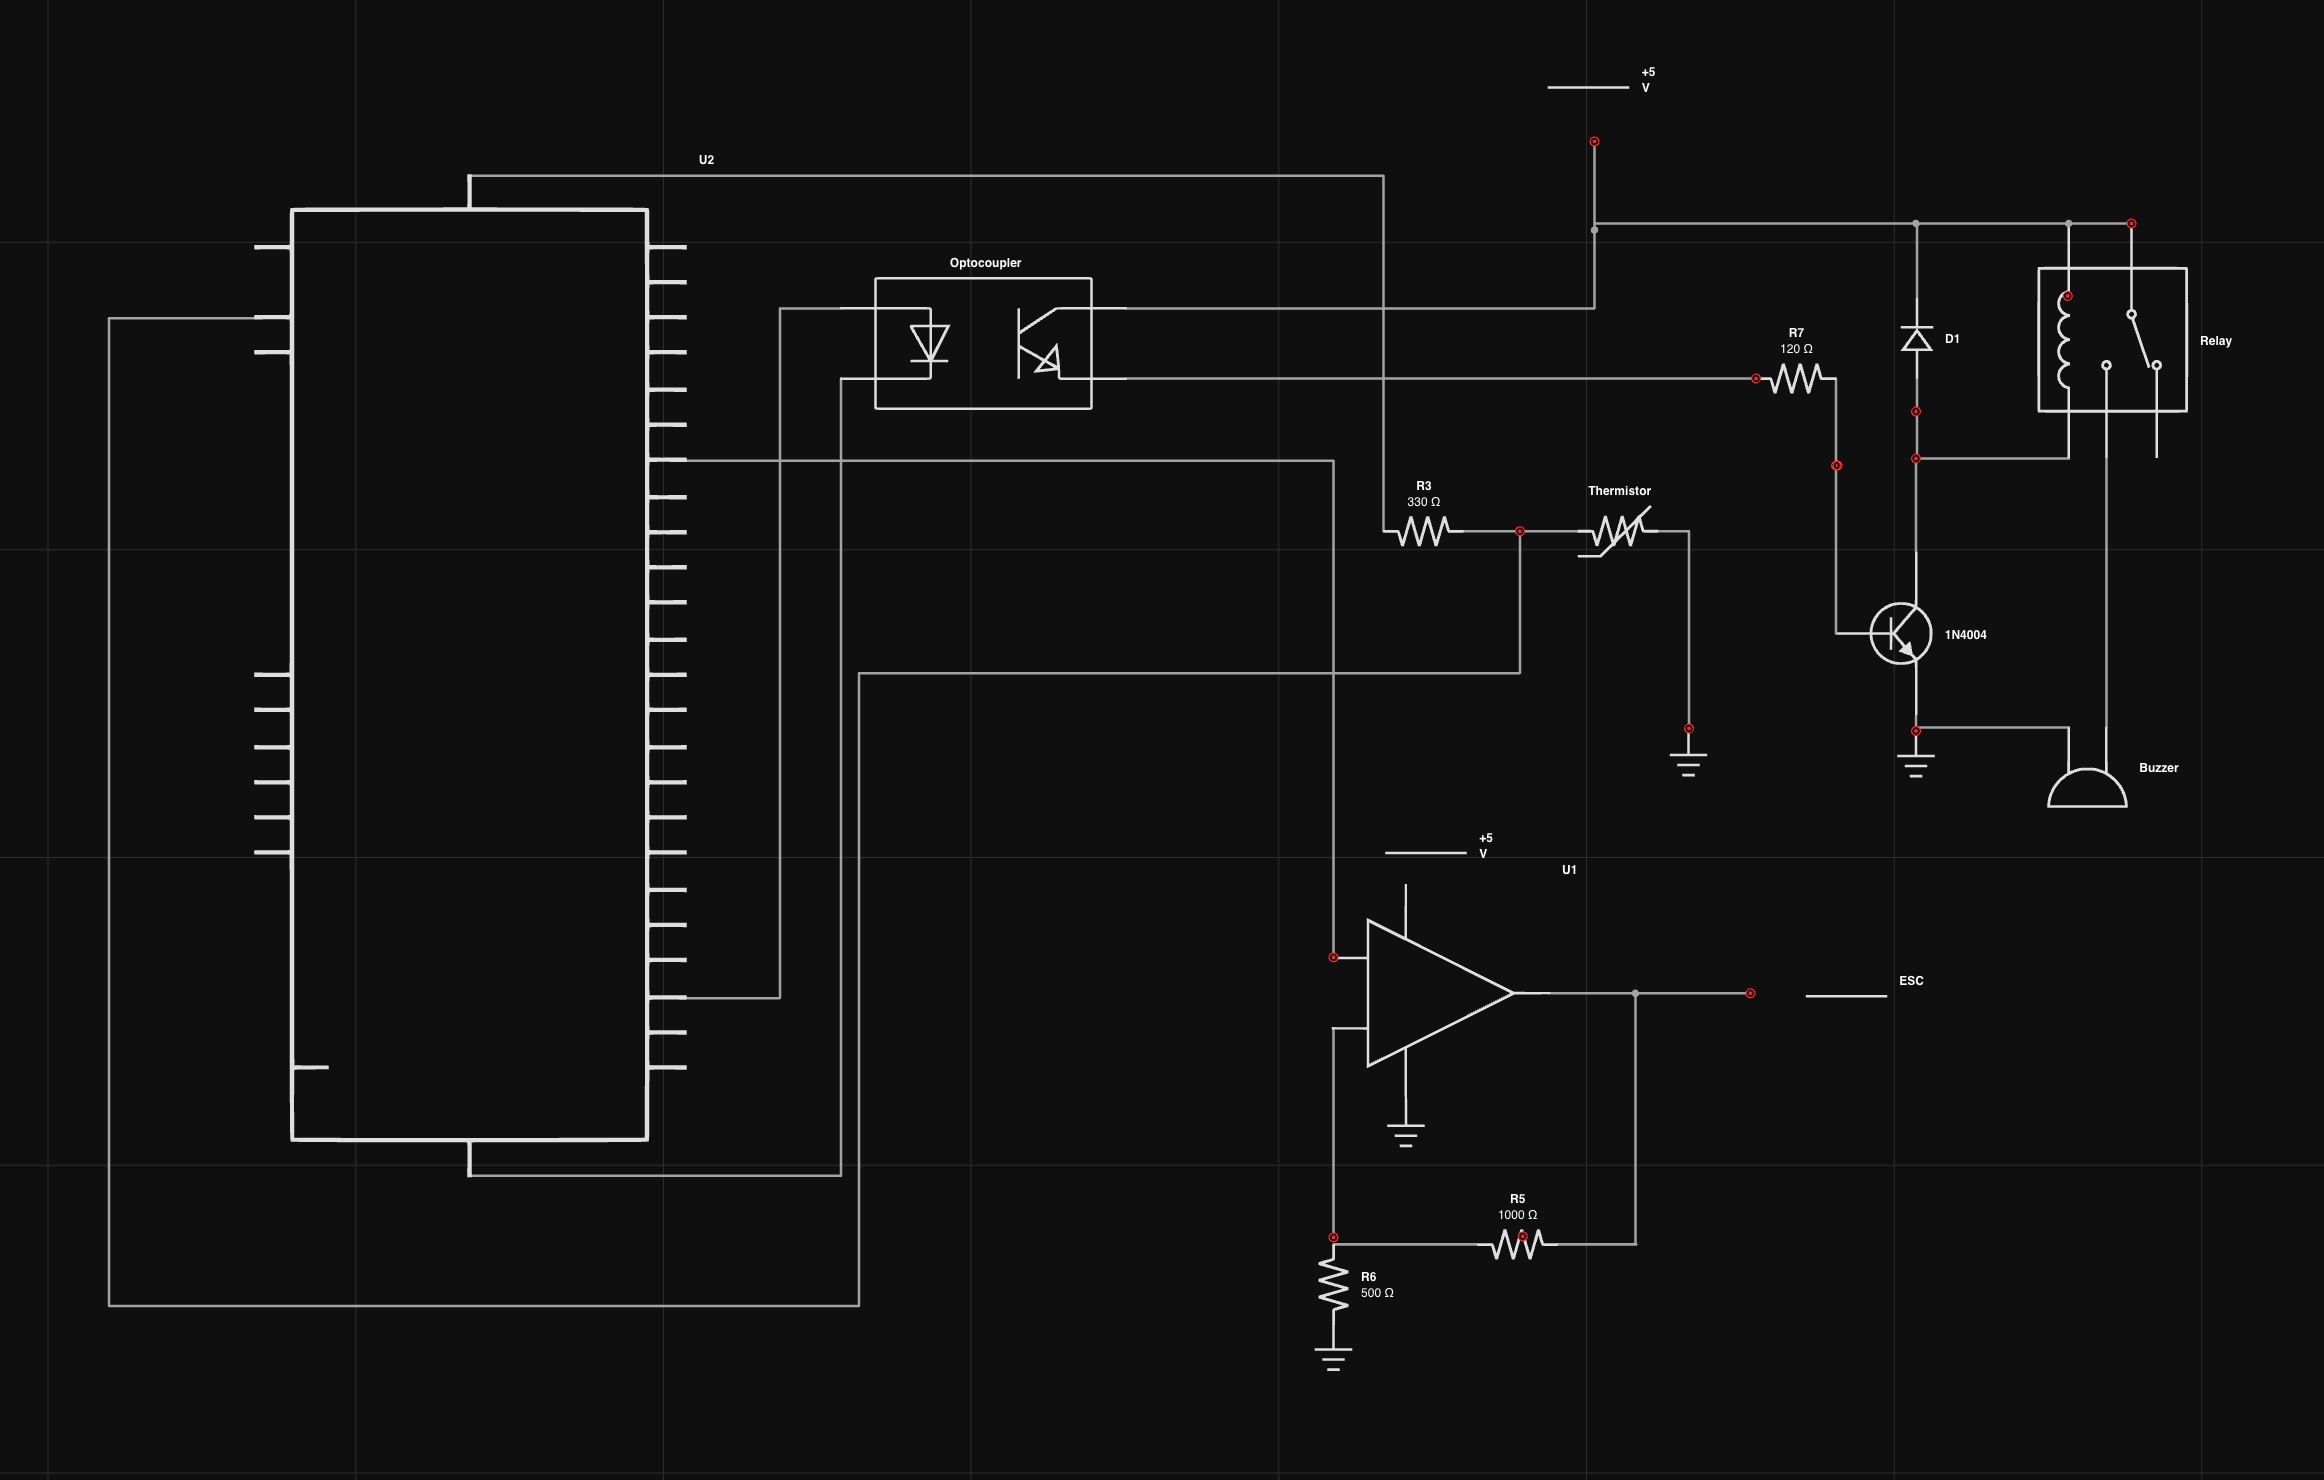 +5
V
U2
Optocoupler
R7
120 Ω
D1
Relay
R3
330 Ω
Thermistor
1N4004
Buzzer
+5
V
U1
ESC
R5
1000 Ω
R6
500 Ω